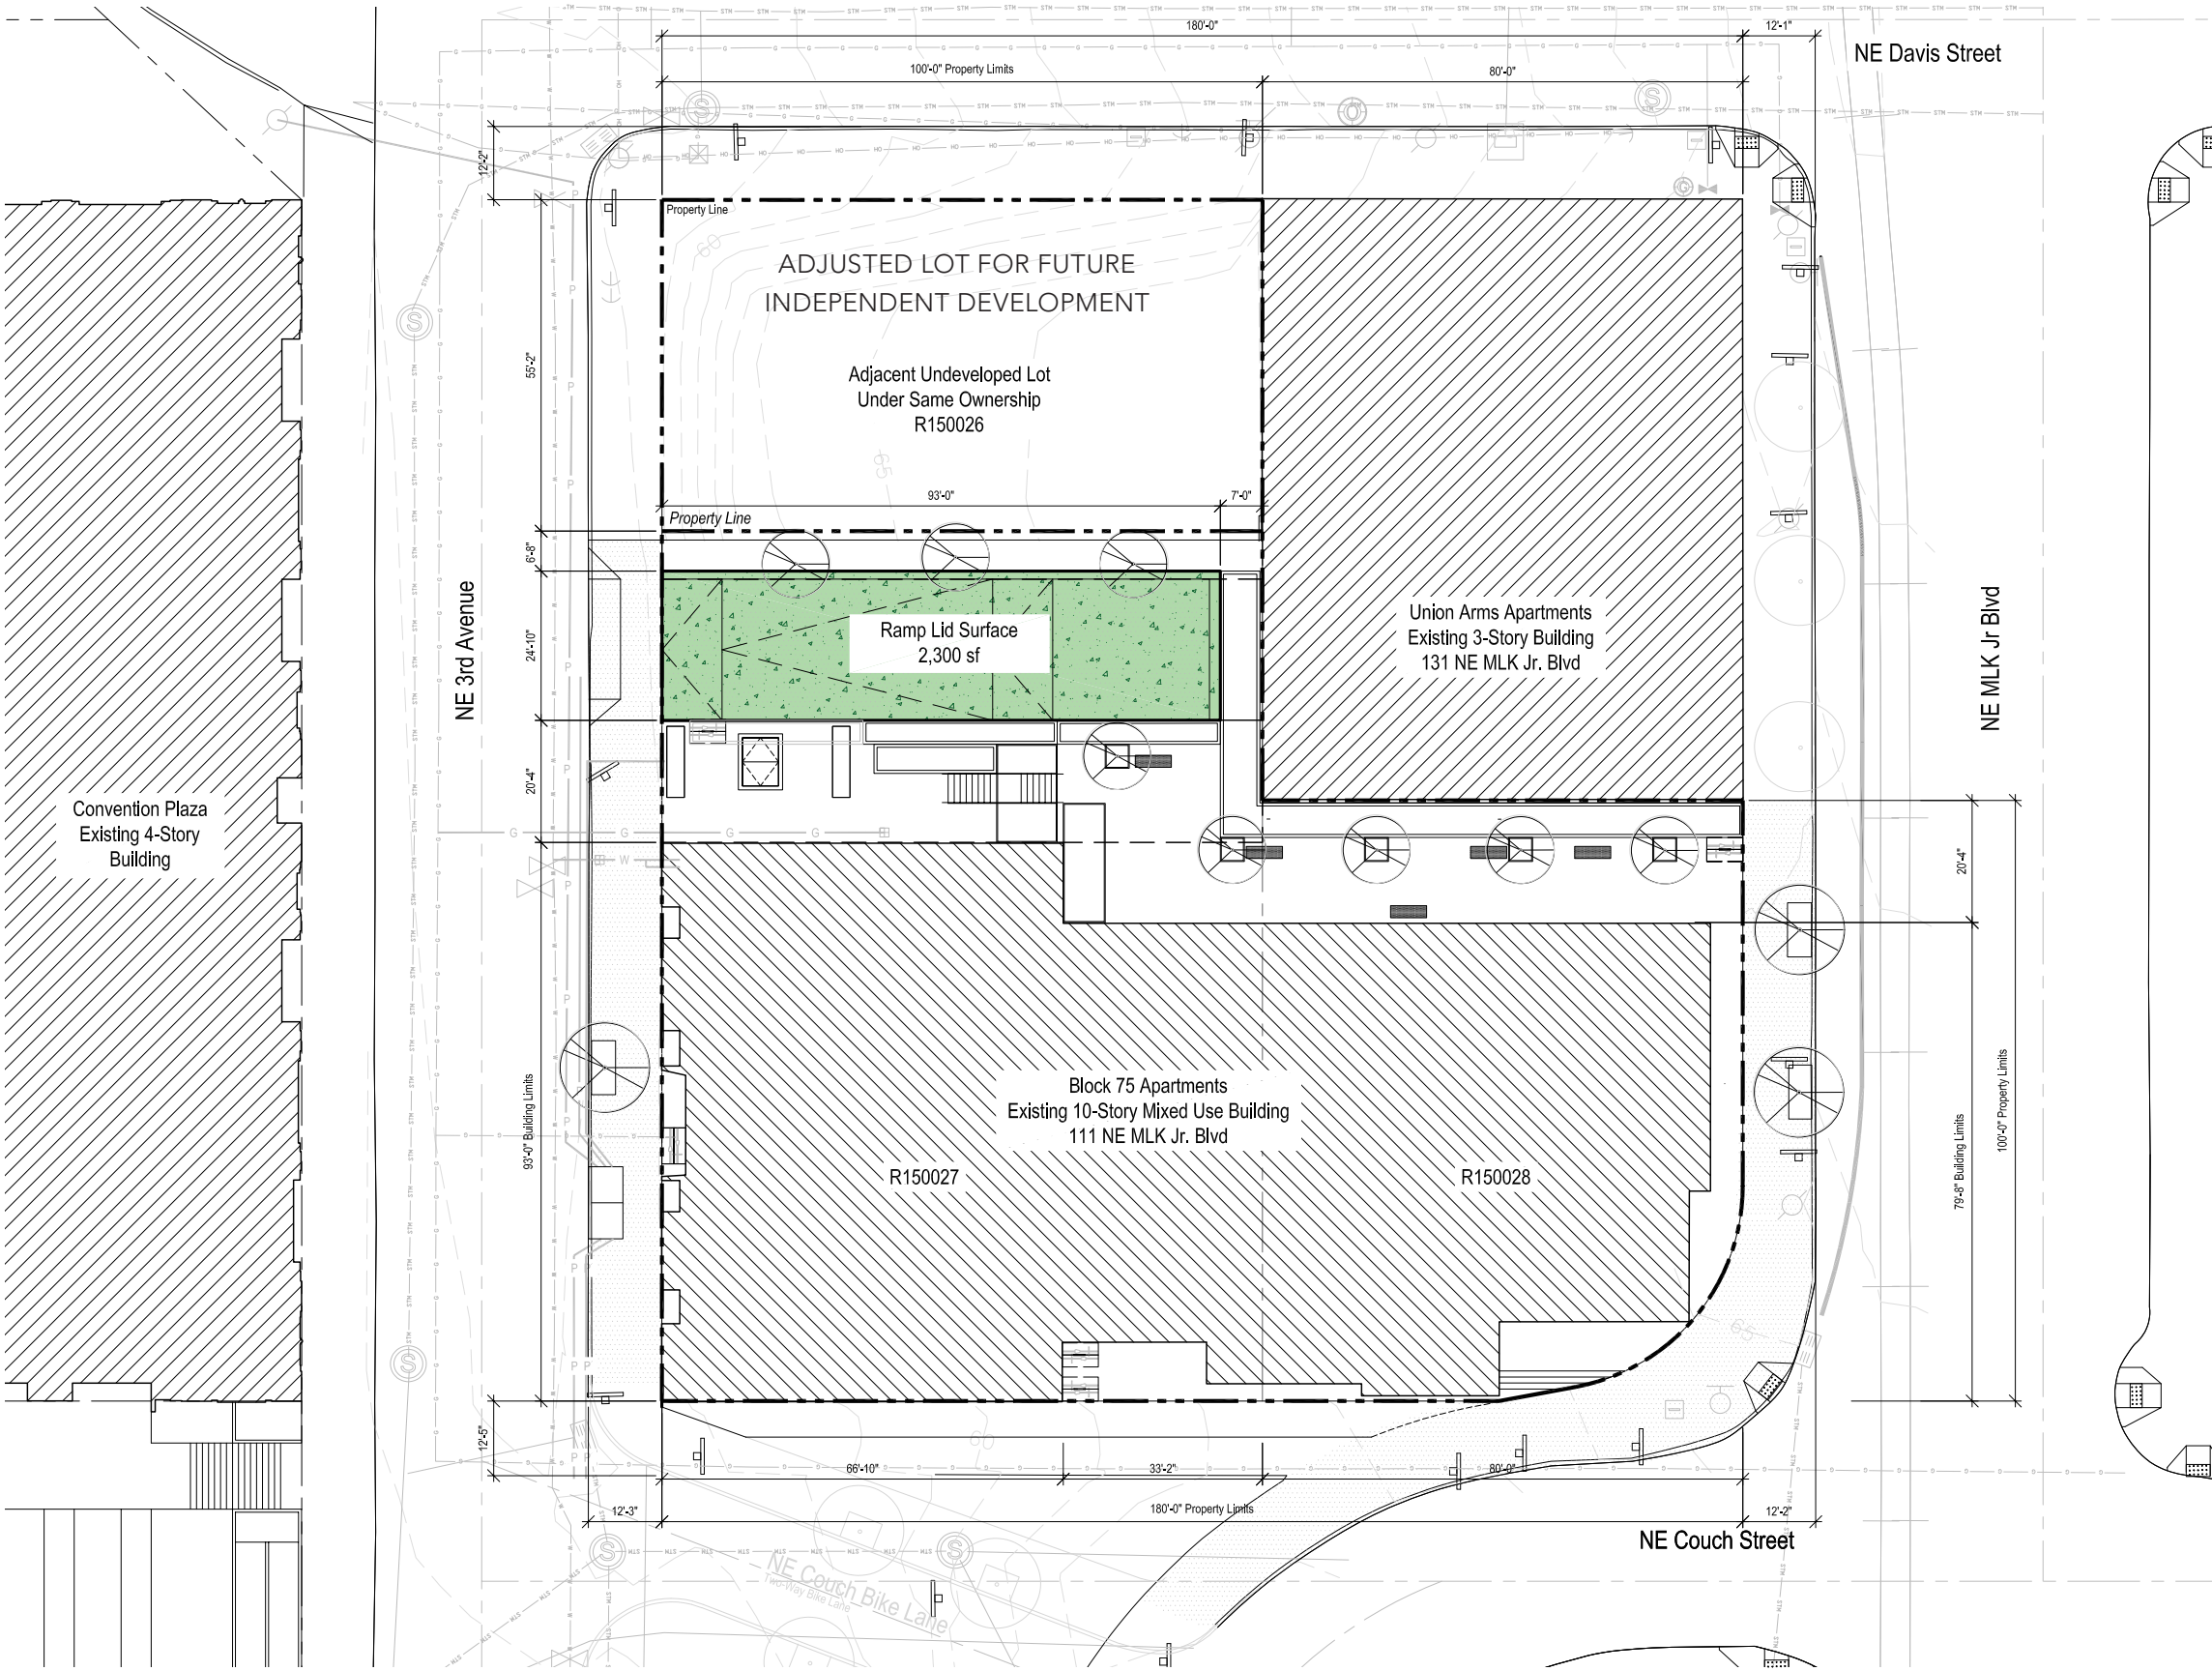 180'-0"
12'-1"
NE Davis Street
100'-0" Property Limits
80'-0"
12'-2"
Property Line
60
ADJUSTED LOT FOR FUTURE
INDEPENDENT DEVELOPMENT
55'-2"
Adjacent Undeveloped Lot
Under Same Ownership
R150026
65
93'-0"
7'-0"
Property Line
6'-8"
NE 3rd Avenue
24'-10"
Ramp Lid Surface
2,300 sf
Union Arms Apartments
Existing 3-Story Building
131 NE MLK Jr. Blvd
NE MLK Jr Blvd
20'-4"
Convention Plaza
Existing 4-Story
Building
20'-4"
93'-0" Building Limits
Block 75 Apartments
Existing 10-Story Mixed Use Building
111 NE MLK Jr. Blvd
R150027
R150028
79'-8" Building Limits
100'-0" Property Limits
65
60
12'-5"
66'-10"
33'-2"
80'-0"
12'-3"
180'-0" Property Limits
12'-2"
NE Couch Street
NE Couch Bike Lane
Two-Way Bike Lane